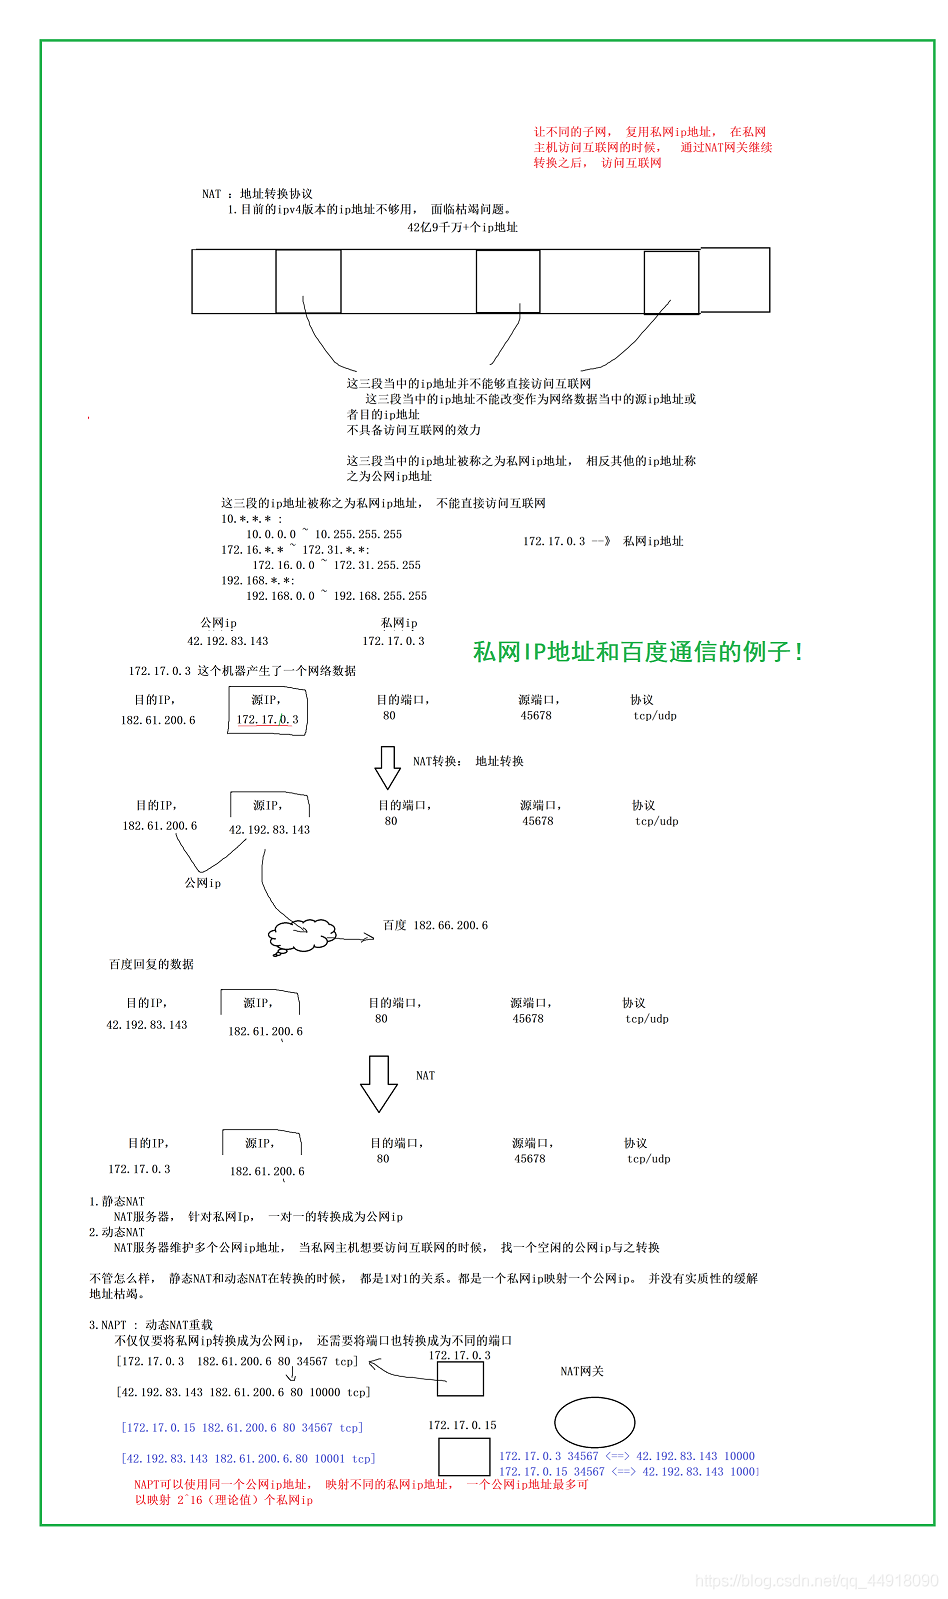 让不同的子网， 复用私网ip地址， 在私网
主机访问互联网的时候， 通过NAT网关继续
转换之后， 访问互联网
NAT ：地址转换协议
1.目前的ipv4版本的ip地址不够用， 面临枯竭问题。
42亿9千万+个ip地址
这三段当中的ip地址并不能够直接访问互联网
这三段当中的ip地址不能改变作为网络数据当中的源ip地址或
者目的ip地址
不具备访问互联网的效力
这三段当中的ip地址被称之为私网ip地址， 相反其他的ip地址称
之为公网ip地址
这三段的ip地址被称之为私网ip地址， 不能直接访问互联网
10.*.*.* :
10.0.0.0 ~ 10.255.255.255
172.16.*.* ~ 172.31.*.*:
172.16.0.0 ~ 172.31.255.255
192.168.*.*:
192.168.0.0 ~ 192.168.255.255
172.17.0.3 --》 私网ip地址
公网ip 私网ip
42.192.83.143 172.17.0.3
私网IP地址和百度通信的例子！
172.17.0.3 这个机器产生了一个网络数据
目的IP， 源IP， 目的端口， 源端口， 协议
182.61.200.6 172.17.0.3 80 45678 tcp/udp
NAT转换： 地址转换
目的IP， 源IP， 目的端口， 源端口， 协议
182.61.200.6 42.192.83.143 80 45678 tcp/udp
公网ip
百度 182.66.200.6
百度回复的数据
目的IP， 源IP， 目的端口， 源端口， 协议
42.192.83.143 182.61.200.6 80 45678 tcp/udp
NAT
目的IP， 源IP， 目的端口， 源端口， 协议
172.17.0.3 182.61.200.6 80 45678 tcp/udp
1.静态NAT
NAT服务器， 针对私网Ip， 一对一的转换成为公网ip
2.动态NAT
NAT服务器维护多个公网ip地址， 当私网主机想要访问互联网的时候， 找一个空闲的公网ip与之转换
不管怎么样， 静态NAT和动态NAT在转换的时候， 都是1对1的关系。都是一个私网ip映射一个公网ip。 并没有实质性的缓解
地址枯竭。
3.NAPT : 动态NAT重载
不仅仅要将私网ip转换成为公网ip， 还需要将端口也转换成为不同的端口
[172.17.0.3 182.61.200.6 80 34567 tcp]
172.17.0.3
NAT网关
[42.192.83.143 182.61.200.6 80 10000 tcp]
[172.17.0.15 182.61.200.6 80 34567 tcp]
172.17.0.15
[42.192.83.143 182.61.200.6.80 10001 tcp]
172.17.0.3 34567 <==> 42.192.83.143 10000
172.17.0.15 34567 <==> 42.192.83.143 10001
NAPT可以使用同一个公网ip地址， 映射不同的私网ip地址， 一个公网ip地址最多可
以映射 2^16（理论值）个私网ip
https://blog.csdn.net/qq_44918090